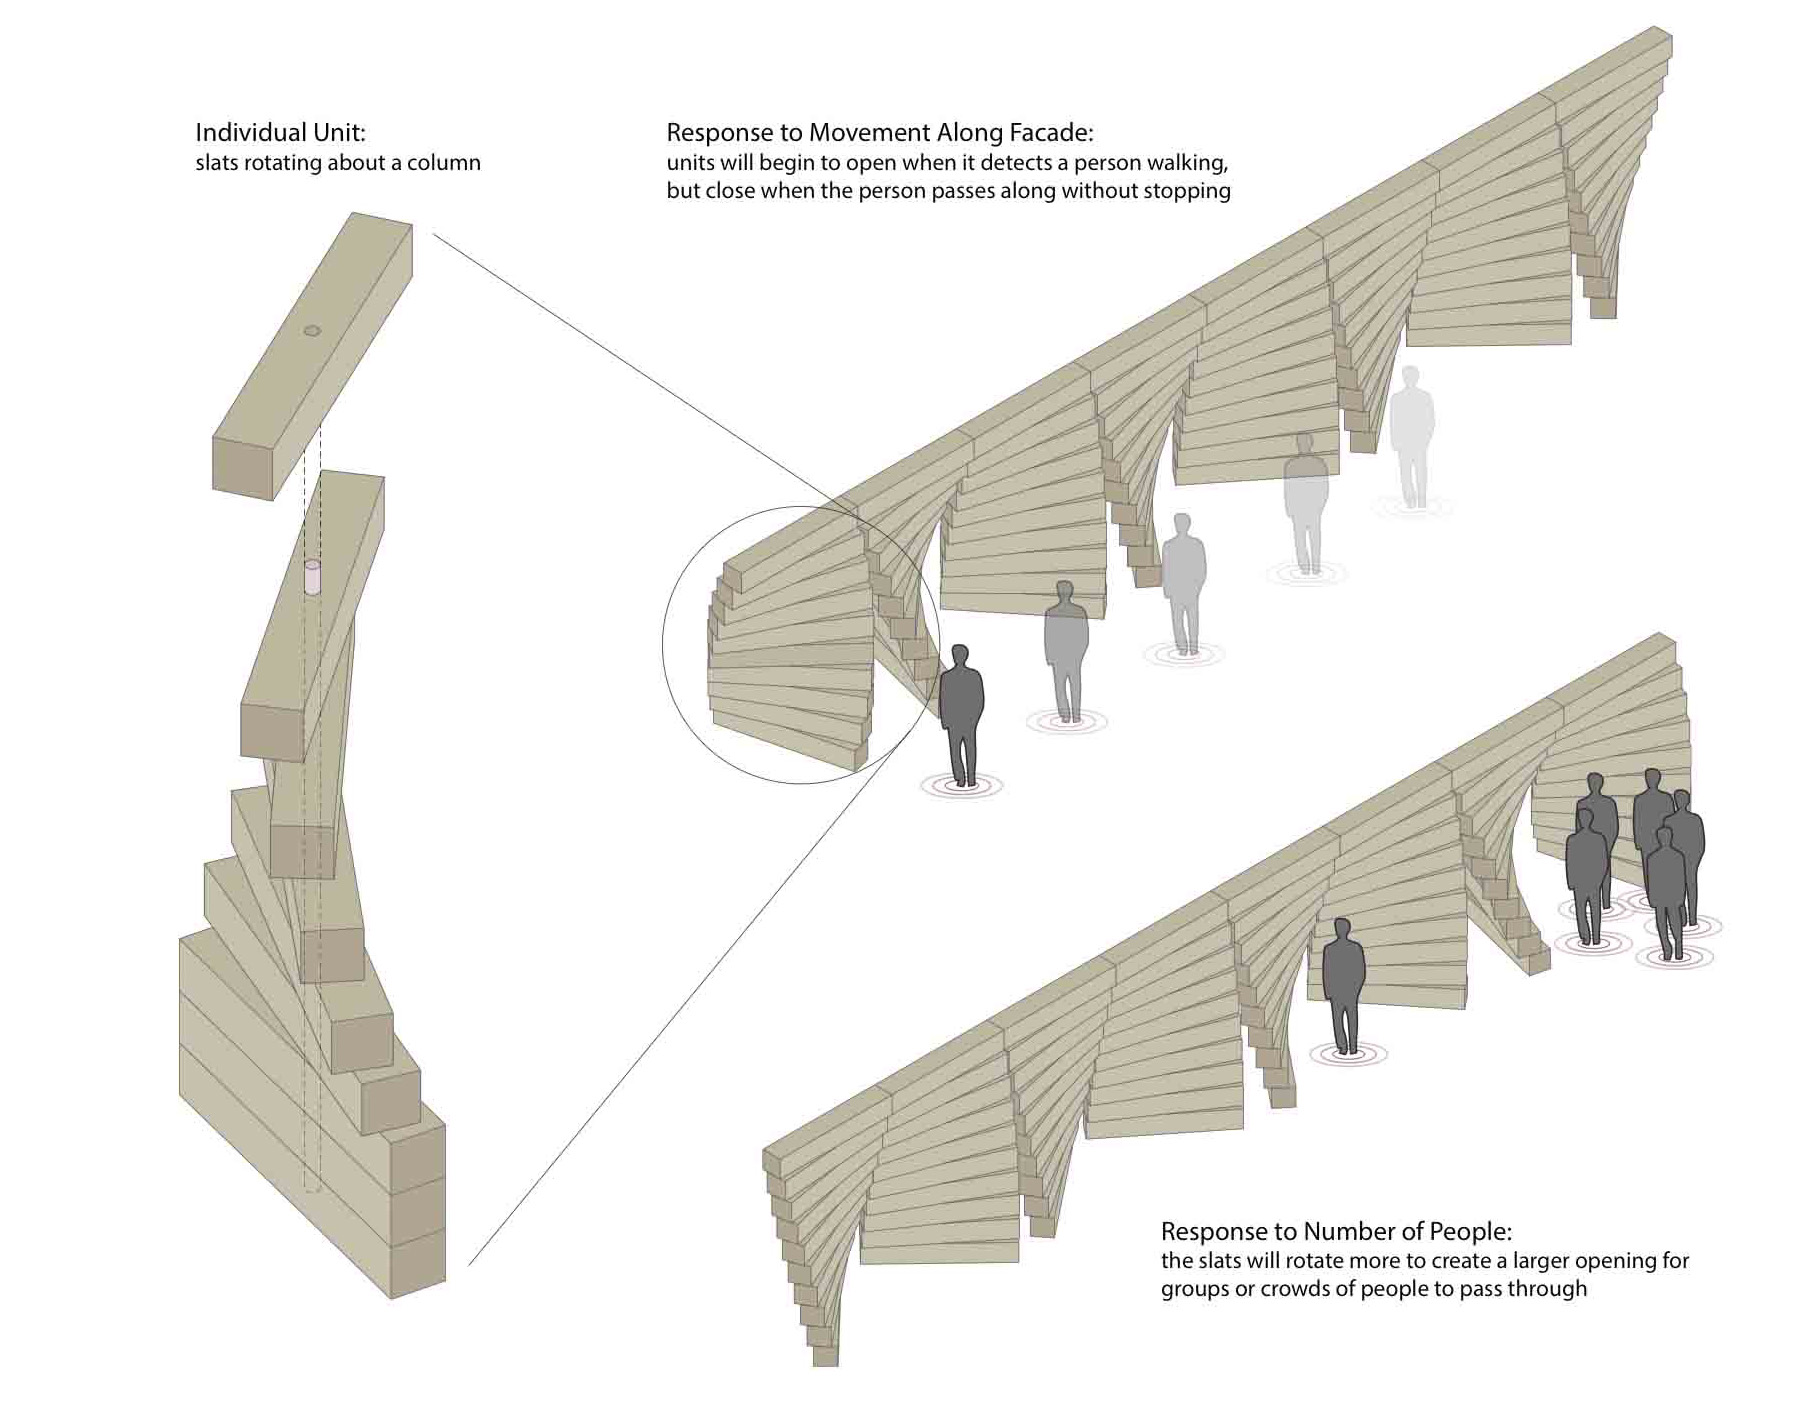 Individual Unit:
slats rotating about a column
Response to Movement Along Facade:
units will begin to open when it detects a person walking,
but close when the person passes along without stopping
Response to Number of People:
the slats will rotate more to create a larger opening for
groups or crowds of people to pass through